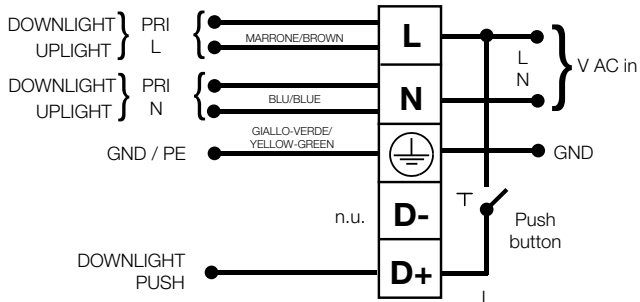 DOWNLIGHT
UPLIGHT
PRI
L
MARRONE/BROWN
L
L
N
V AC in
DOWNLIGHT
UPLIGHT
PRI
N
BLU/BLUE
N
GIALLO-VERDE/
YELLOW-GREEN
GND / PE
GND
n.u.
D-
Push
button
DOWNLIGHT
PUSH
D+